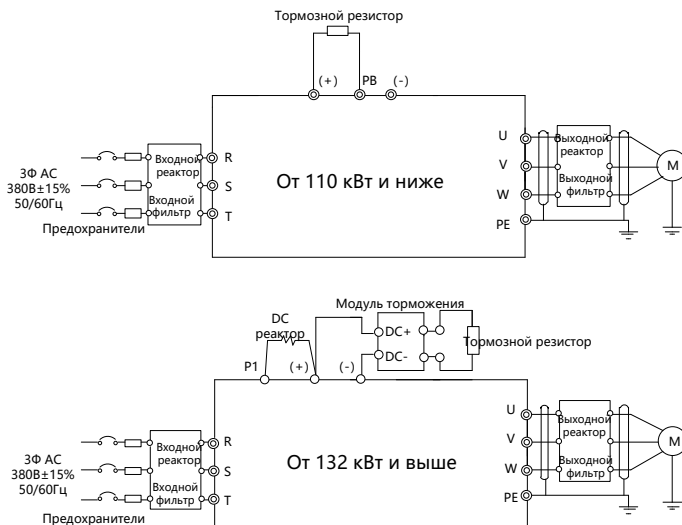 Тормозной резистор
(+) PB (-)
3Ф АС
380В±15%
50/60Гц
Предохранители
Входной
реактор
Входной
фильтр
R
S
T
От 110 кВт и ниже
U
V
W
PE
Выходной
реактор
Выходной
фильтр
M
Модуль торможения
DC
реактор
DC+
DC-
Тормозной резистор
P1 (+) (-)
3Ф АС
380В±15%
50/60Гц
Предохранители
Входной
реактор
Входной
фильтр
R
S
T
От 132 кВт и выше
U
V
W
PE
Выходной
реактор
Выходной
фильтр
M